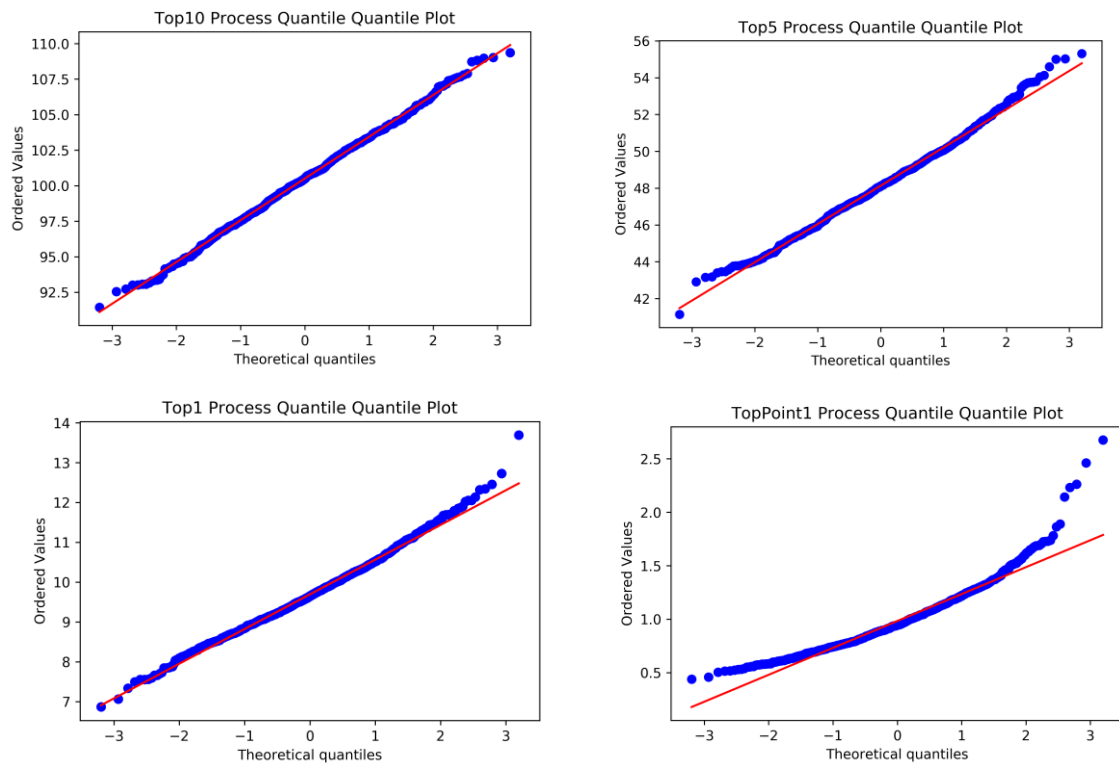 Top10 Process Quantile Quantile Plot
110.0
107.5
105.0
102.5
100.0
97.5
95.0
92.5
Ordered Values
−3 −2 −1 0 1 2 3
Theoretical quantiles
Top5 Process Quantile Quantile Plot
56
54
52
50
48
46
44
42
Ordered Values
−3 −2 −1 0 1 2 3
Theoretical quantiles
Top1 Process Quantile Quantile Plot
14
13
12
11
10
9
8
7
Ordered Values
−3 −2 −1 0 1 2 3
Theoretical quantiles
TopPoint1 Process Quantile Quantile Plot
2.5
2.0
1.5
1.0
0.5
Ordered Values
−3 −2 −1 0 1 2 3
Theoretical quantiles